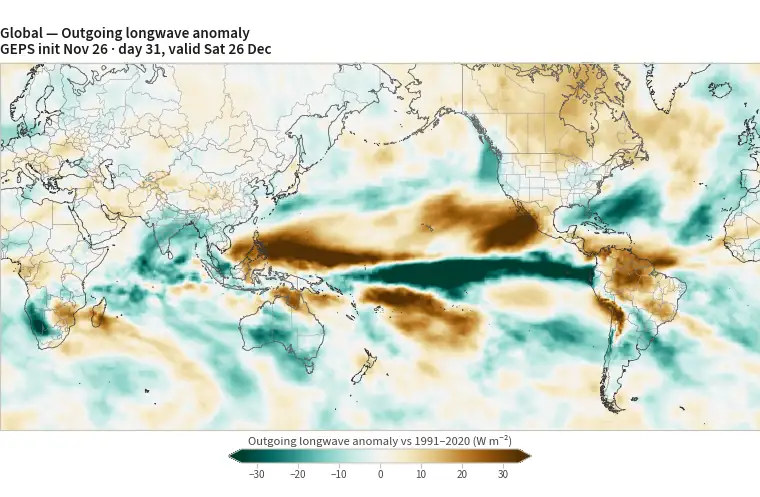 Global — Outgoing longwave anomaly
GEPS init Nov 26 · day 31, valid Sat 26 Dec
Outgoing longwave anomaly vs 1991–2020 (W m⁻²)
−30 −20 −10 0 10 20 30